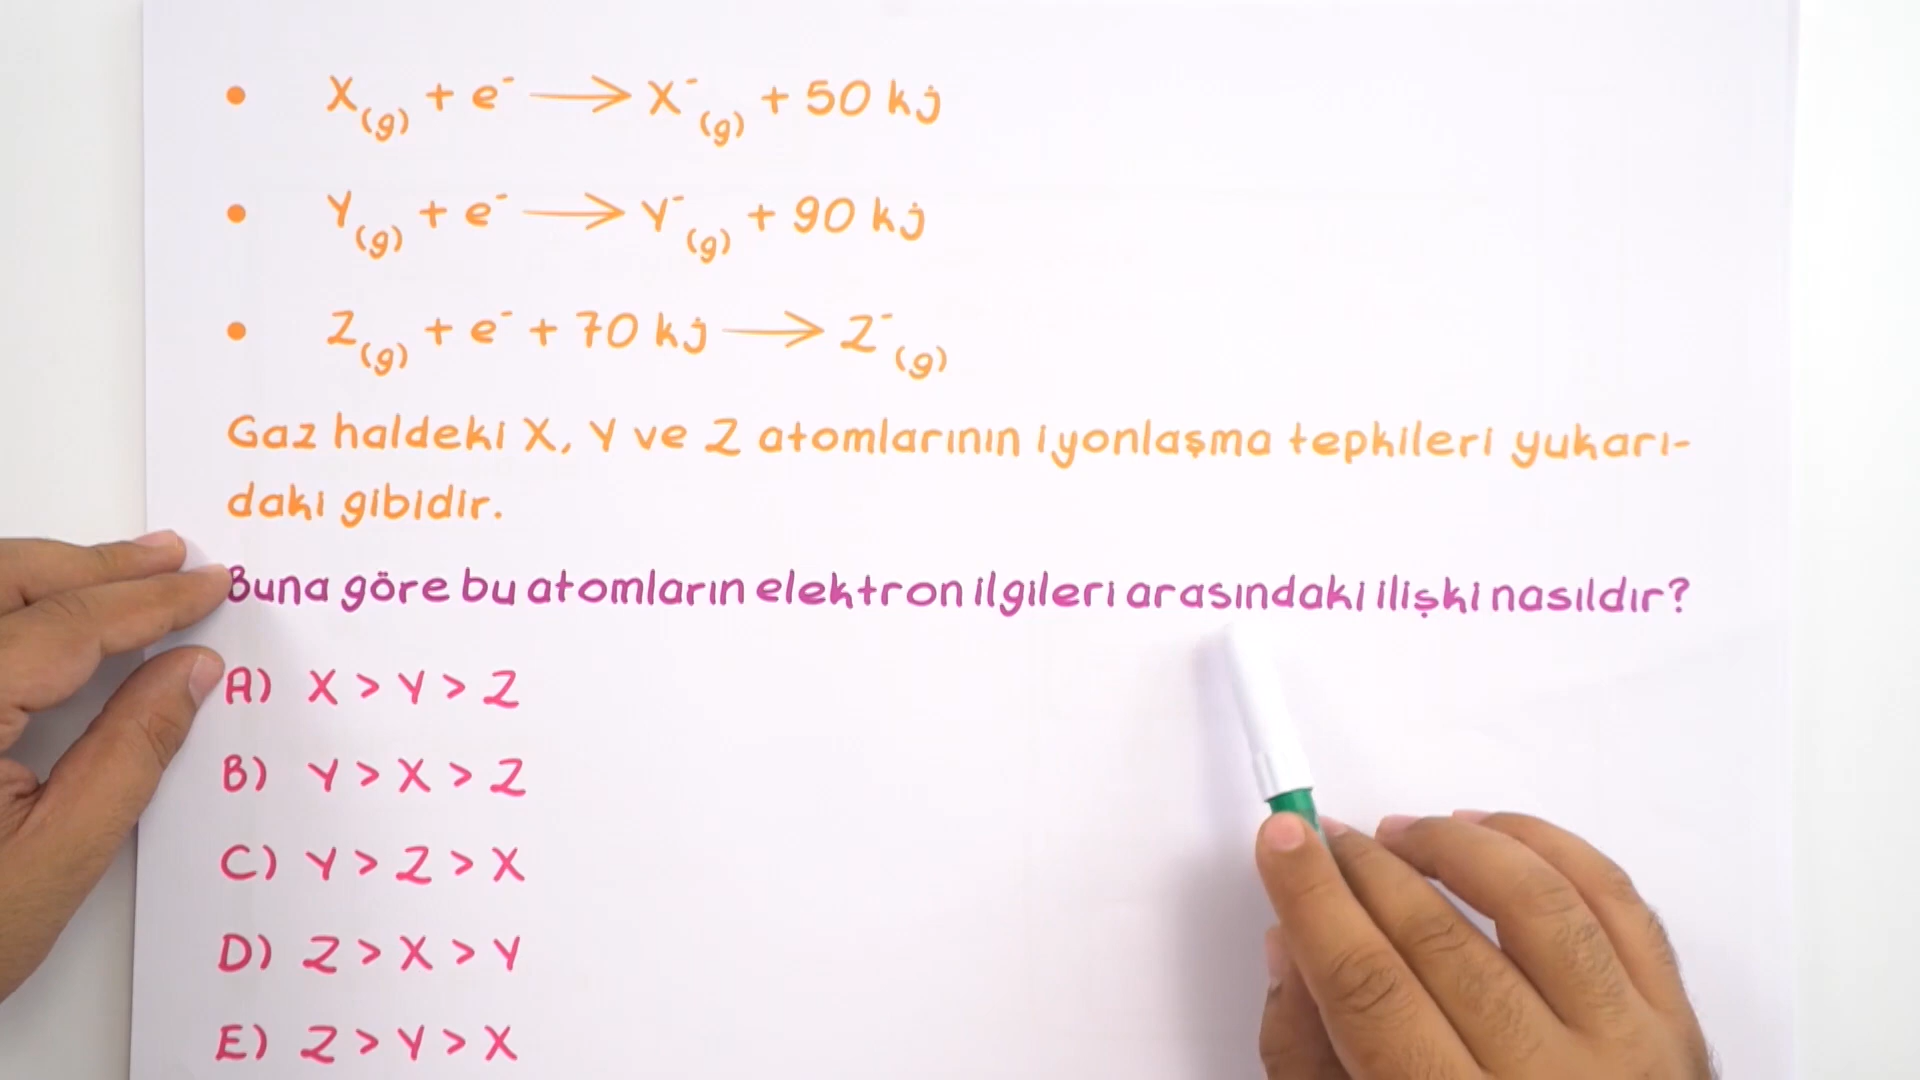 • X(g) + e⁻ → X⁻(g) + 50 kj
• Y(g) + e⁻ → Y⁻(g) + 90 kj
• Z(g) + e⁻ + 70 kj → Z⁻(g)
Gaz haldeki X, Y ve Z atomlarının iyonlaşma tepkileri yukarı-
daki gibidir.
Buna göre bu atomların elektron ilgileri arasındaki ilişki nasıldır?
A) X > Y > Z
B) Y > X > Z
C) Y > Z > X
D) Z > X > Y
E) Z > Y > X